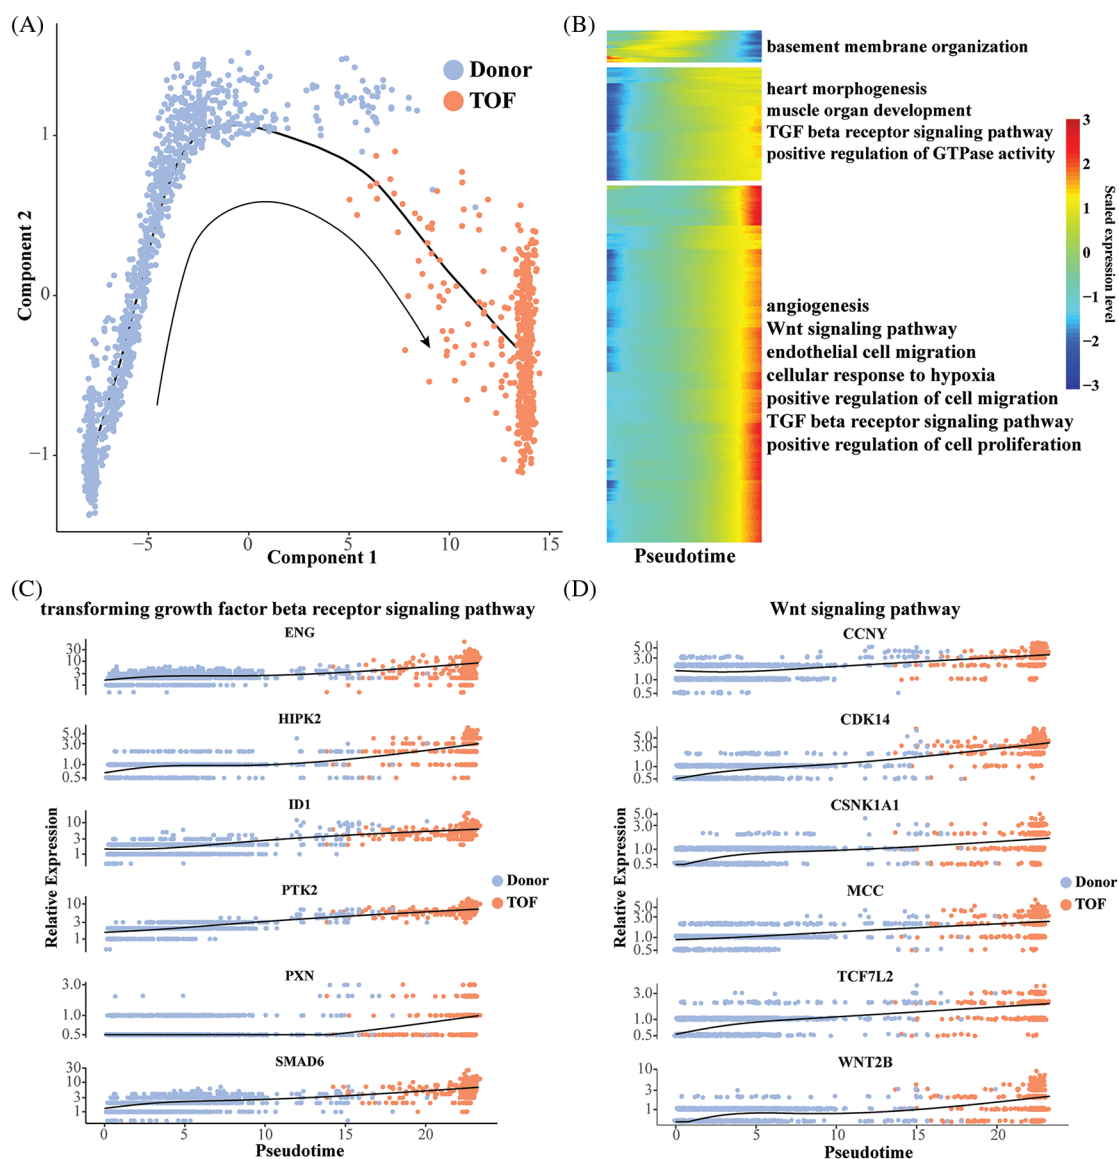 (A)
Donor
TOF
Component 2
1
0
−1
−5
0
5
10
15
Component 1
(B)
basement membrane organization
heart morphogenesis
muscle organ development
TGF beta receptor signaling pathway
positive regulation of GTPase activity
angiogenesis
Wnt signaling pathway
endothelial cell migration
cellular response to hypoxia
positive regulation of cell migration
TGF beta receptor signaling pathway
positive regulation of cell proliferation
Pseudotime
3
2
1
0
−1
−2
−3
Scaled expression level
(C)
transforming growth factor beta receptor signaling pathway
Relative Expression
ENG
30
10
3
1
HIPK2
5.0
3.0
1.0
0.5
ID1
10
3
1
PTK2
10
3
1
PXN
3.0
1.0
0.5
SMAD6
30
10
3
1
0
5
10
15
20
Pseudotime
Donor
TOF
(D)
Wnt signaling pathway
Relative Expression
CCNY
5.0
3.0
1.0
0.5
CDK14
5.0
3.0
1.0
0.5
CSNK1A1
5.0
3.0
1.0
0.5
MCC
5.0
3.0
1.0
0.5
TCF7L2
3.0
1.0
0.5
WNT2B
10
3
1
0
5
10
15
20
Pseudotime
Donor
TOF